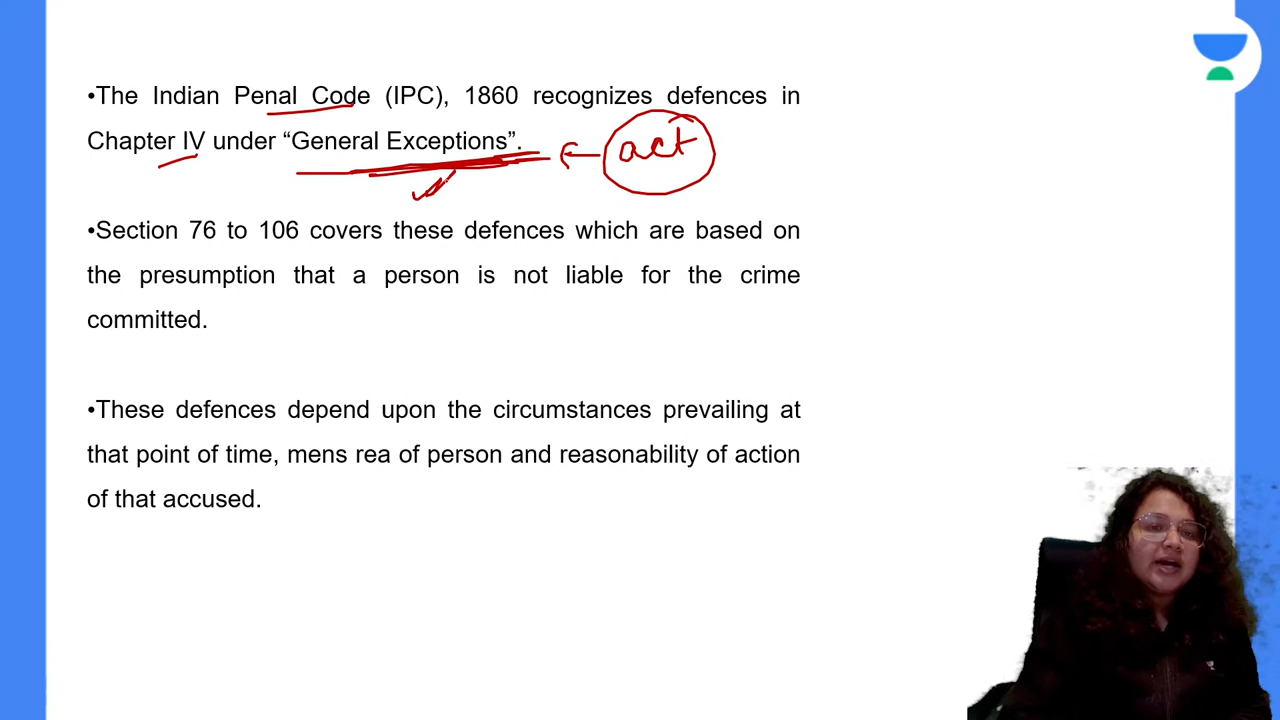 •The Indian Penal Code (IPC), 1860 recognizes defences in
Chapter IV under “General Exceptions”.
act
•Section 76 to 106 covers these defences which are based on
the presumption that a person is not liable for the crime
committed.
•These defences depend upon the circumstances prevailing at
that point of time, mens rea of person and reasonability of action
of that accused.